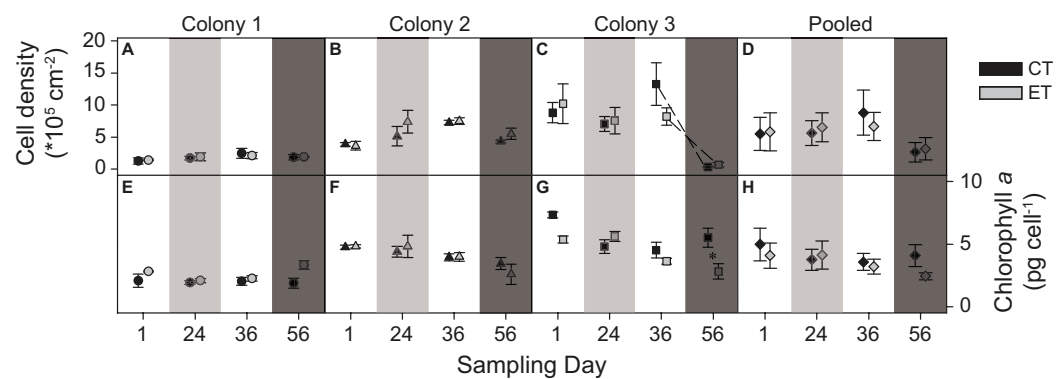 Colony 1 Colony 2 Colony 3 Pooled
A B C D
20
15
10
5
0
Cell density
(*10⁵ cm⁻²)
CT
ET
E F G H
*
10
5
0
Chlorophyll a
(pg cell⁻¹)
1 24 36 56 1 24 36 56 1 24 36 56 1 24 36 56
Sampling Day